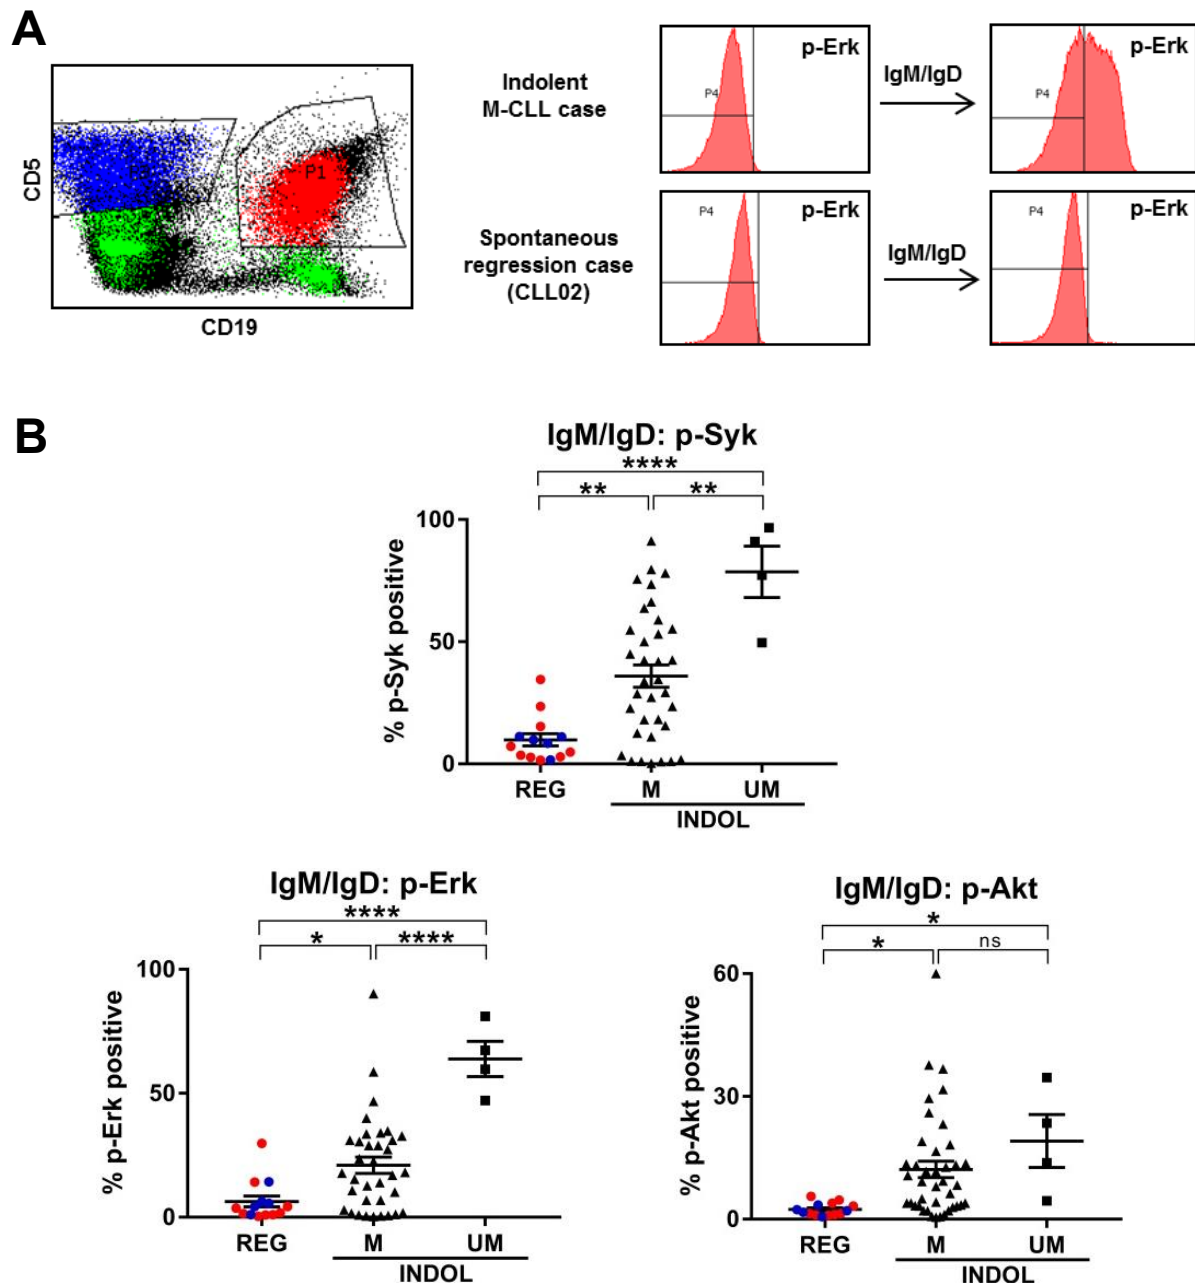 A
CD5
P1
CD19
Indolent
M-CLL case
P4
p-Erk
IgM/IgD
P4
p-Erk
Spontaneous
regression case
(CLL02)
P4
p-Erk
IgM/IgD
P4
p-Erk
B
IgM/IgD: p-Syk
****
** **
% p-Syk positive
100
50
0
REG M UM
INDOL
IgM/IgD: p-Erk
****
* ****
% p-Erk positive
100
50
0
REG M UM
INDOL
IgM/IgD: p-Akt
*
* ns
% p-Akt positive
60
30
0
REG M UM
INDOL